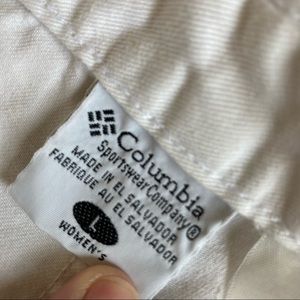 Columbia
Sportswear Company®
MADE IN EL SALVADOR
FABRIQUE AU EL SALVADOR
L
WOMEN'S